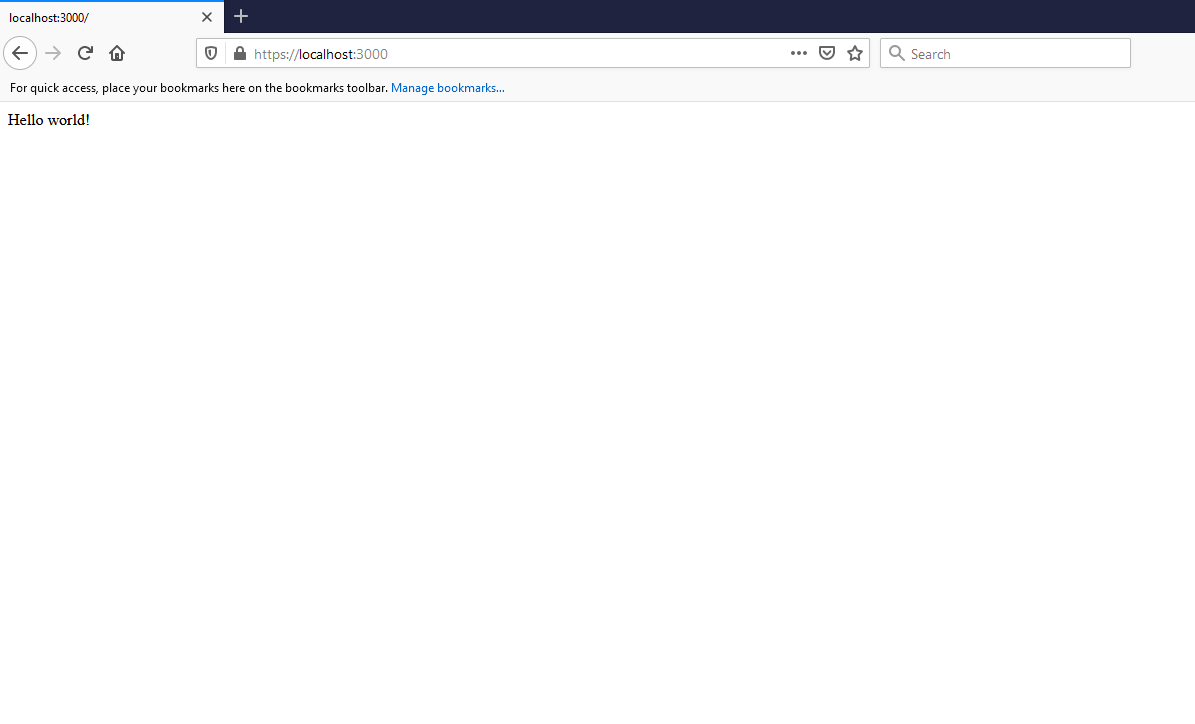 localhost:3000/
https://localhost:3000
Search
For quick access, place your bookmarks here on the bookmarks toolbar. Manage bookmarks...
Hello world!